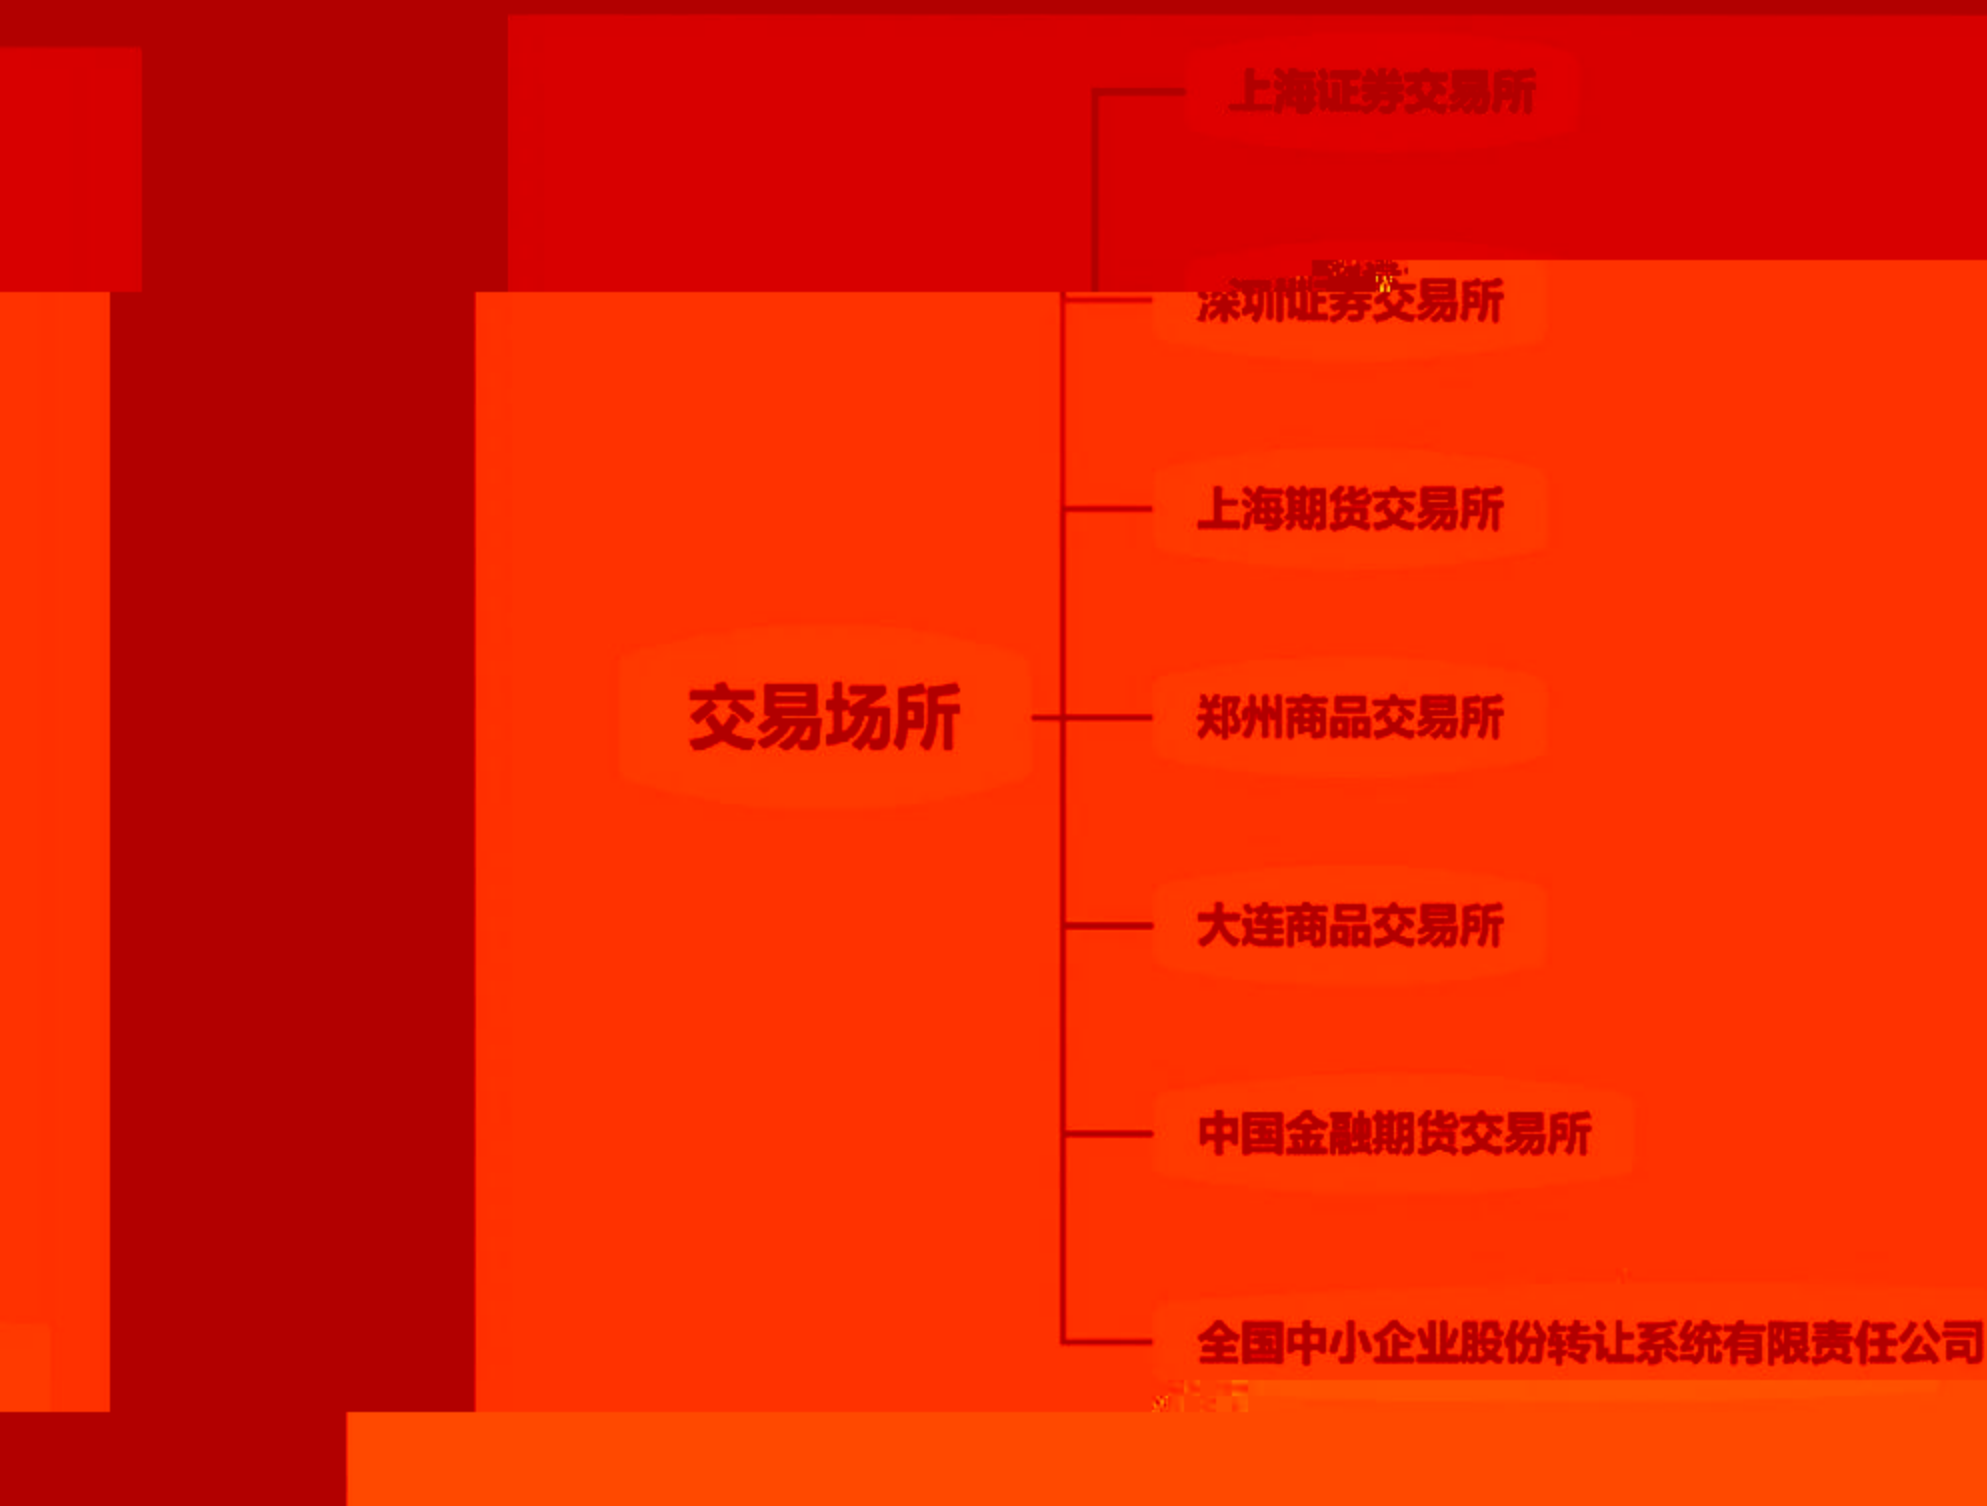 上海证券交易所
深圳证券交易所
上海期货交易所
交易场所
郑州商品交易所
大连商品交易所
中国金融期货交易所
全国中小企业股份转让系统有限责任公司